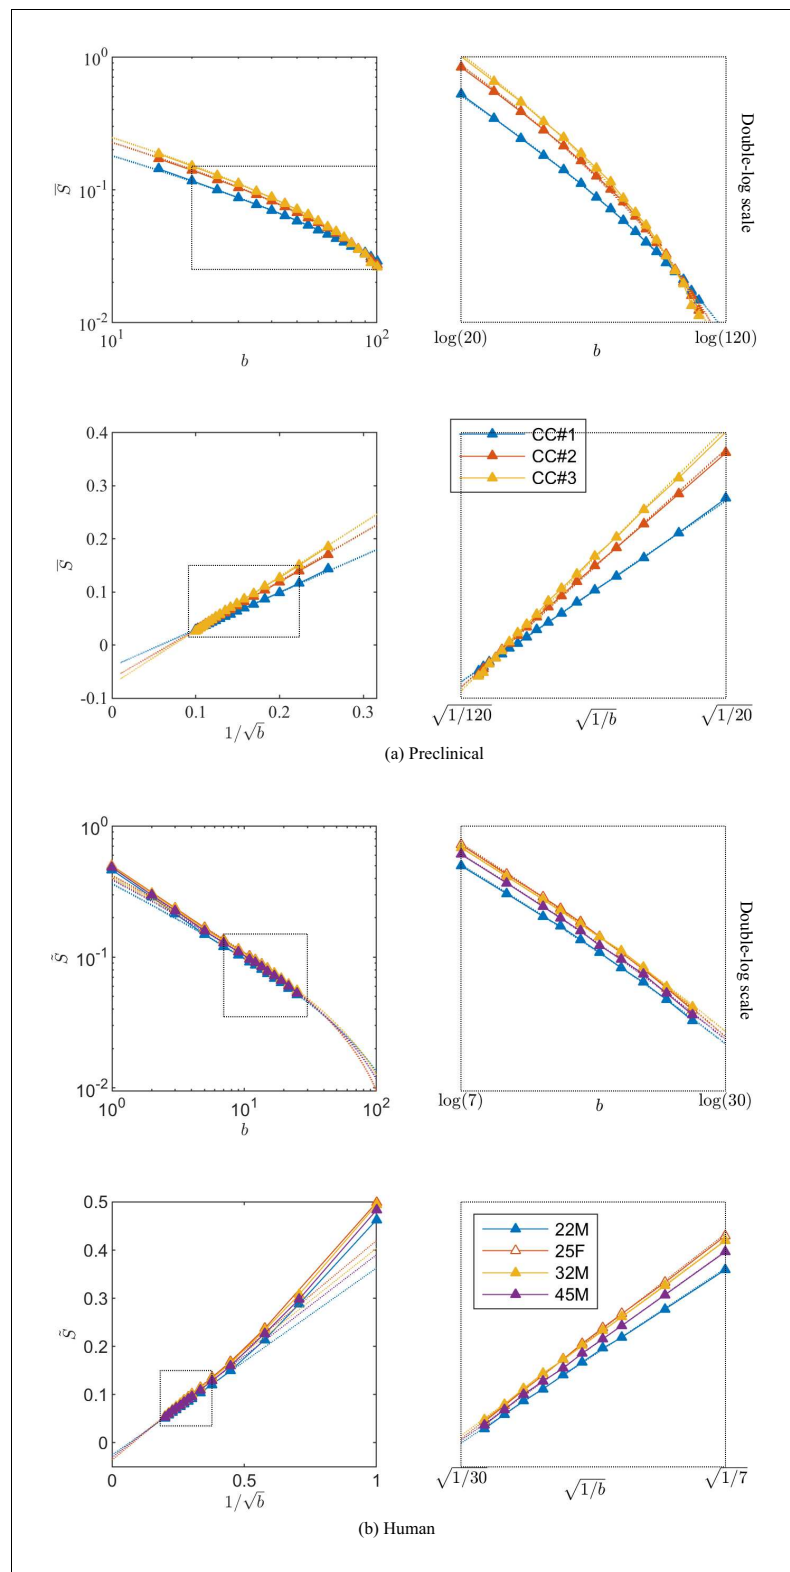 10^0
10^-1
10^-2
S̅
10^1
10^2
b
Double-log scale
log(20)
b
log(120)
0.4
0.3
0.2
0.1
0
-0.1
S̅
0
0.1
0.2
0.3
1/√b
CC#1
CC#2
CC#3
√1/120
√1/b
√1/20
(a) Preclinical
10^0
10^-1
10^-2
S̃
10^0
10^1
10^2
b
Double-log scale
log(7)
b
log(30)
0.5
0.4
0.3
0.2
0.1
0
S̃
0
0.5
1
1/√b
22M
25F
32M
45M
√1/30
√1/b
√1/7
(b) Human